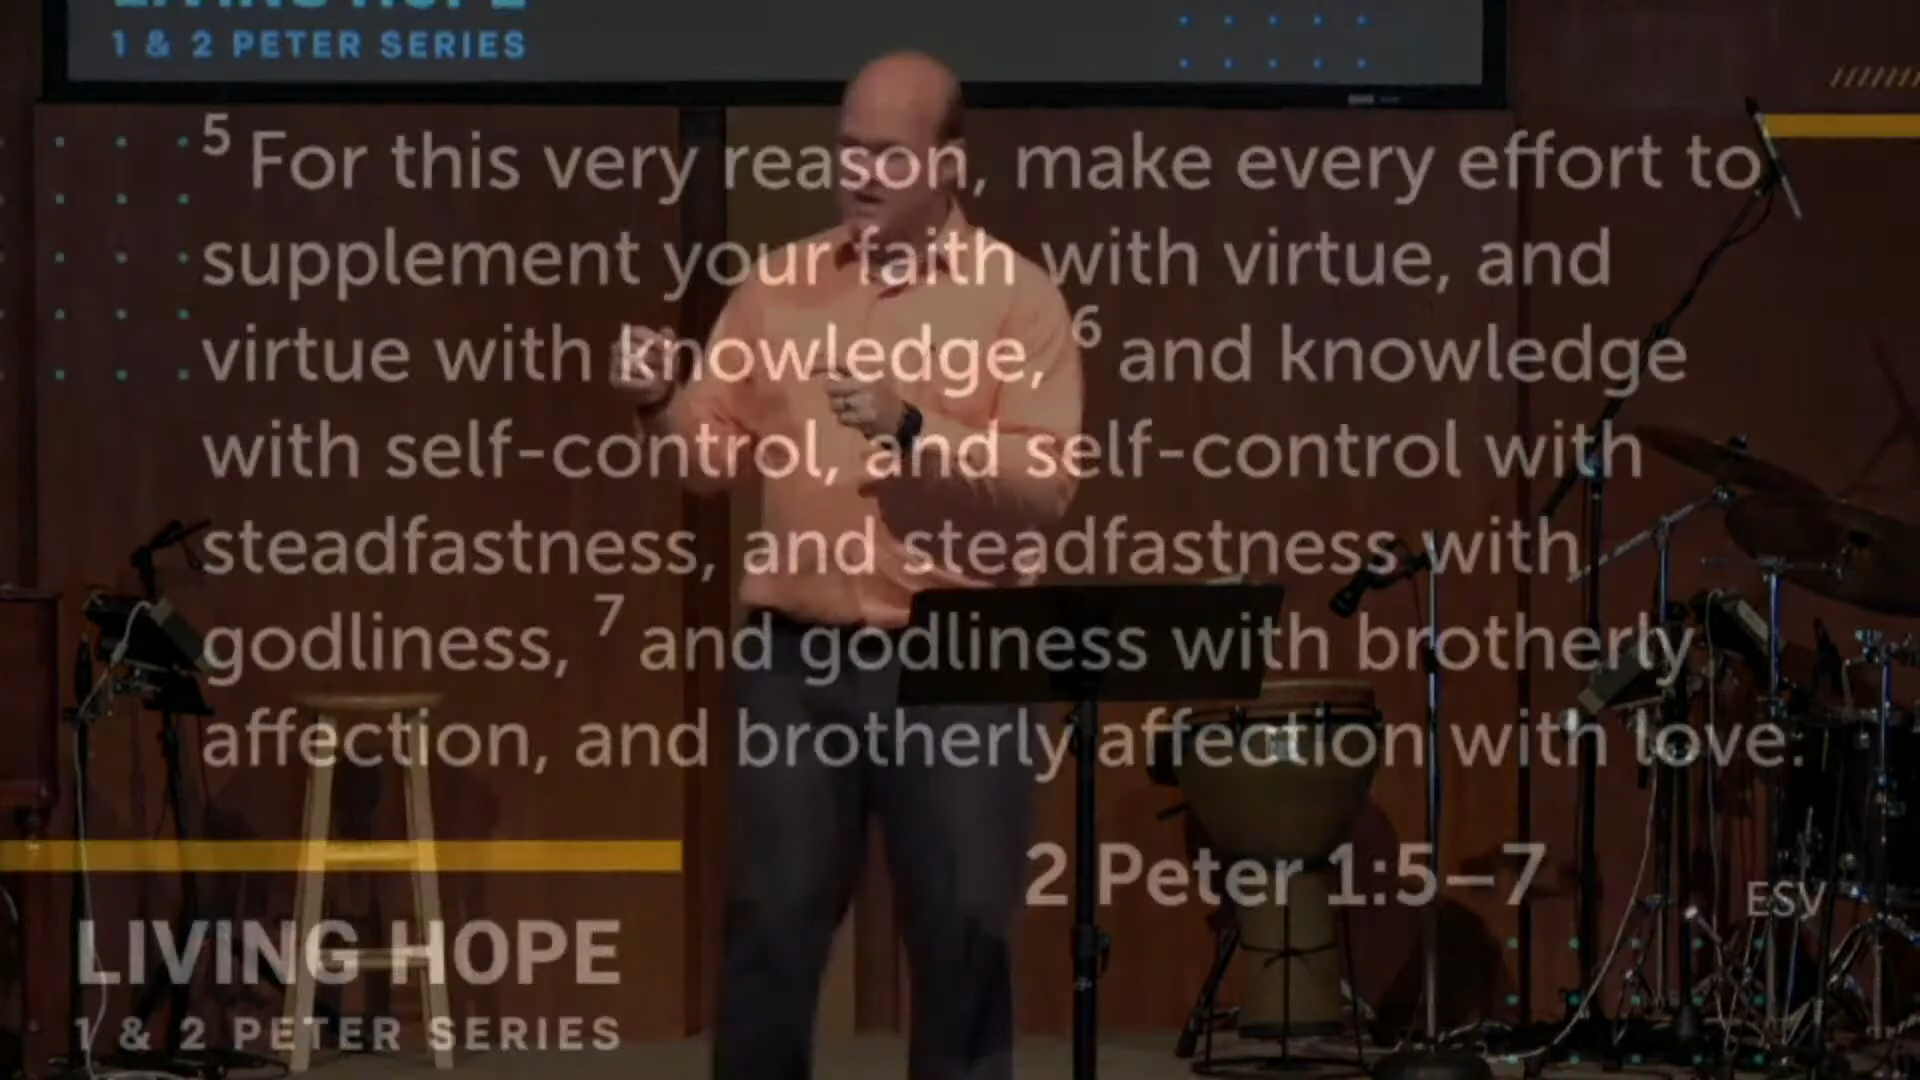 LIVING HOPE
1 & 2 PETER SERIES
5 For this very reason, make every effort to
supplement your faith with virtue, and
virtue with knowledge, 6 and knowledge
with self-control, and self-control with
steadfastness, and steadfastness with
godliness, 7 and godliness with brotherly
affection, and brotherly affection with love.
2 Peter 1:5–7
ESV
LIVING HOPE
1 & 2 PETER SERIES